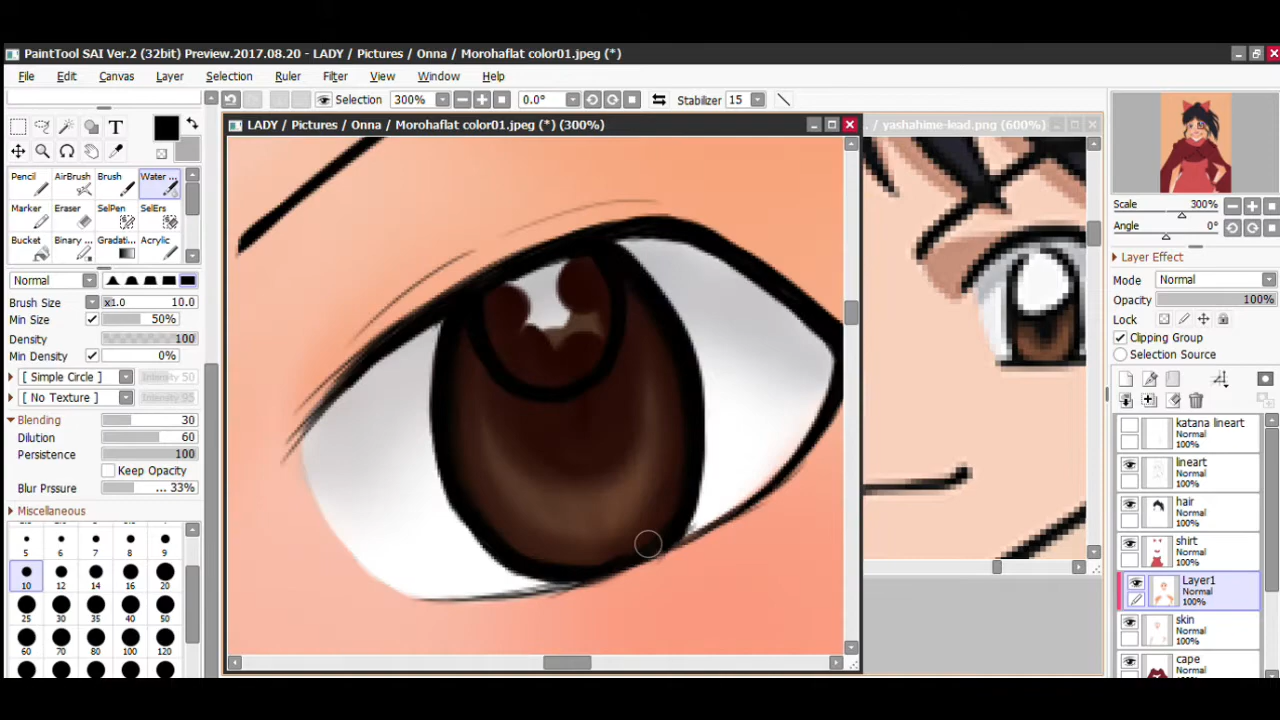 PaintTool SAI Ver.2 (32bit) Preview.2017.08.20 - LADY / Pictures / Onna / Morohaflat color01.jpeg (*)
File Edit Canvas Layer Selection Ruler Filter View Window Help
Selection 300% 0.0° Stabilizer 15
LADY / Pictures / Onna / Morohaflat color01.jpeg (*) (300%)
/ yashahime-lead.png (600%)
T
Pencil AirBrush Brush Water ...
Marker Eraser SelPen SelErs
Bucket Binary ... Gradati... Acrylic
Normal
Brush Size x1.0 10.0
Min Size 50%
Density 100
Min Density 0%
[ Simple Circle ] Intensity 50
[ No Texture ] Intensity 95
Blending 30
Dilution 60
Persistence 100
Keep Opacity
Blur Prssure ... 33%
Miscellaneous
5 6 7 8 9
10 12 14 16 20
25 30 35 40 50
60 70 80 100 120
Scale 300%
Angle 0°
Layer Effect
Mode Normal
Opacity 100%
Lock
Clipping Group
Selection Source
katana lineart
Normal
100%
lineart
Normal
100%
hair
Normal
100%
shirt
Normal
100%
Layer1
Normal
100%
skin
Normal
100%
cape
Normal
100%